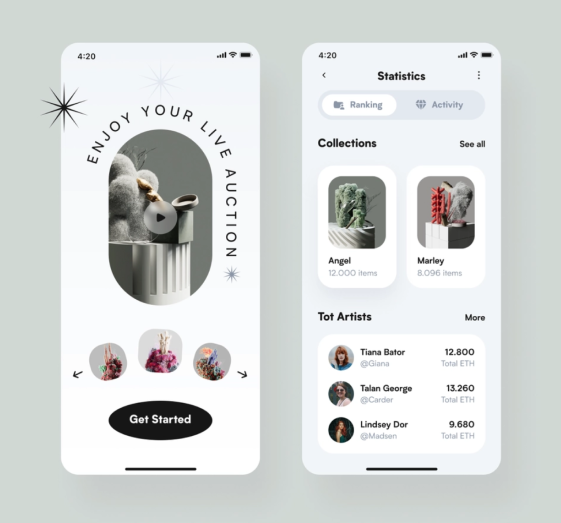 4:20
ENJOY YOUR LIVE AUCTION
Get Started
4:20
Statistics
Ranking
Activity
Collections
See all
Angel
12.000 items
Marley
8.096 items
Tot Artists
More
Tiana Bator
12.800
@Giana
Total ETH
Talan George
13.260
@Carder
Total ETH
Lindsey Dor
9.680
@Madsen
Total ETH